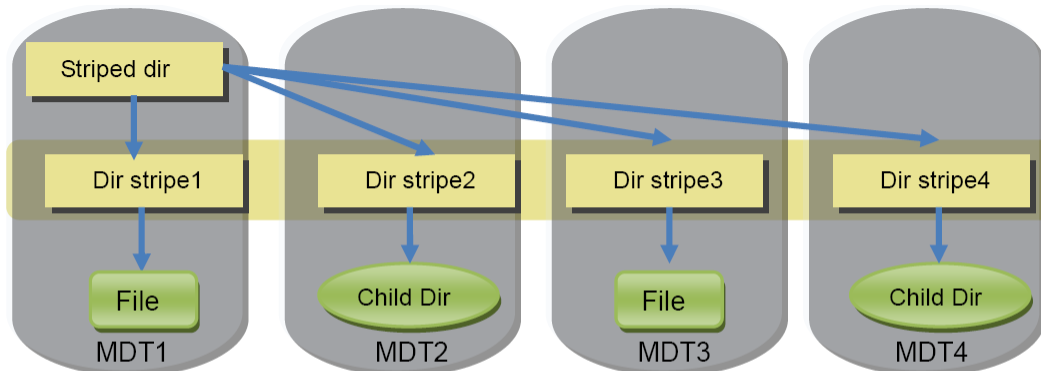 Striped dir
Dir stripe1
Dir stripe2
Dir stripe3
Dir stripe4
File
Child Dir
File
Child Dir
MDT1
MDT2
MDT3
MDT4